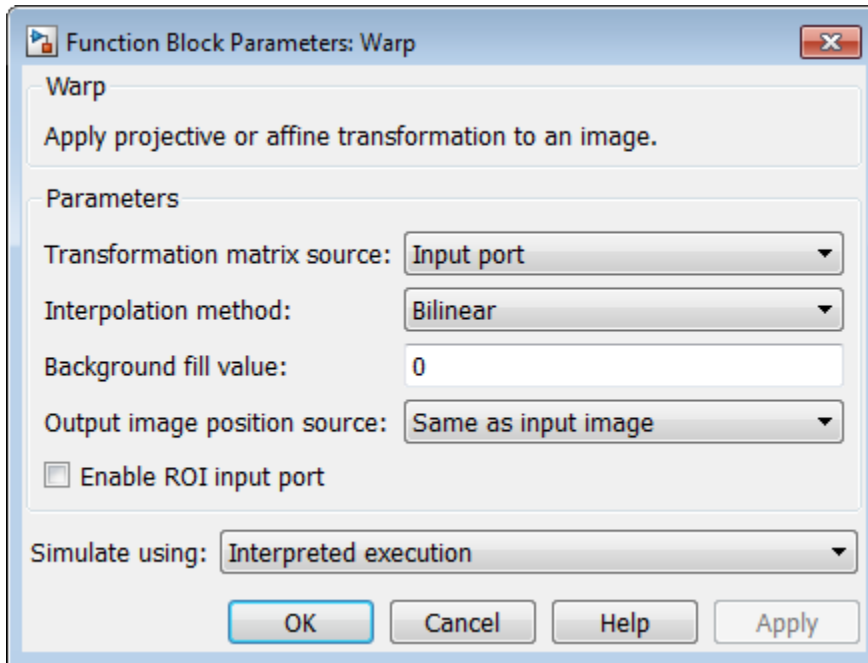 Function Block Parameters: Warp
Warp
Apply projective or affine transformation to an image.
Parameters
Transformation matrix source: Input port
Interpolation method: Bilinear
Background fill value: 0
Output image position source: Same as input image
Enable ROI input port
Simulate using: Interpreted execution
OK Cancel Help Apply